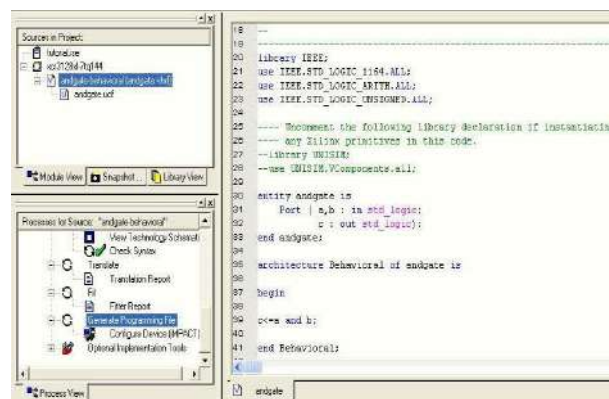 Sources in Project:
tutorial.ise
xcr3128xl-7tq144
andgate-behavioral (andgate.vhd)
andgate.ucf
Module View
Snapshot...
Library View
Processes for Source: "andgate-behavioral"
View Technology Schemati
Check Syntax
Translate
Translation Report
Fit
Fitter Report
Generate Programming File
Configure Device (iMPACT)
Optional Implementation Tools
Process View
18 --
19 --------------------------------------------------
20 library IEEE;
21 use IEEE.STD_LOGIC_1164.ALL;
22 use IEEE.STD_LOGIC_ARITH.ALL;
23 use IEEE.STD_LOGIC_UNSIGNED.ALL;
24
25 ---- Uncomment the following library declaration if instantiatin
26 ---- any Xilinx primitives in this code.
27 --library UNISIM;
28 --use UNISIM.VComponents.all;
29
30 entity andgate is
31 Port ( a,b : in std_logic;
32 c : out std_logic);
33 end andgate;
34
35 architecture Behavioral of andgate is
36
37 begin
38
39 c<=a and b;
40
41 end Behavioral;
andgate